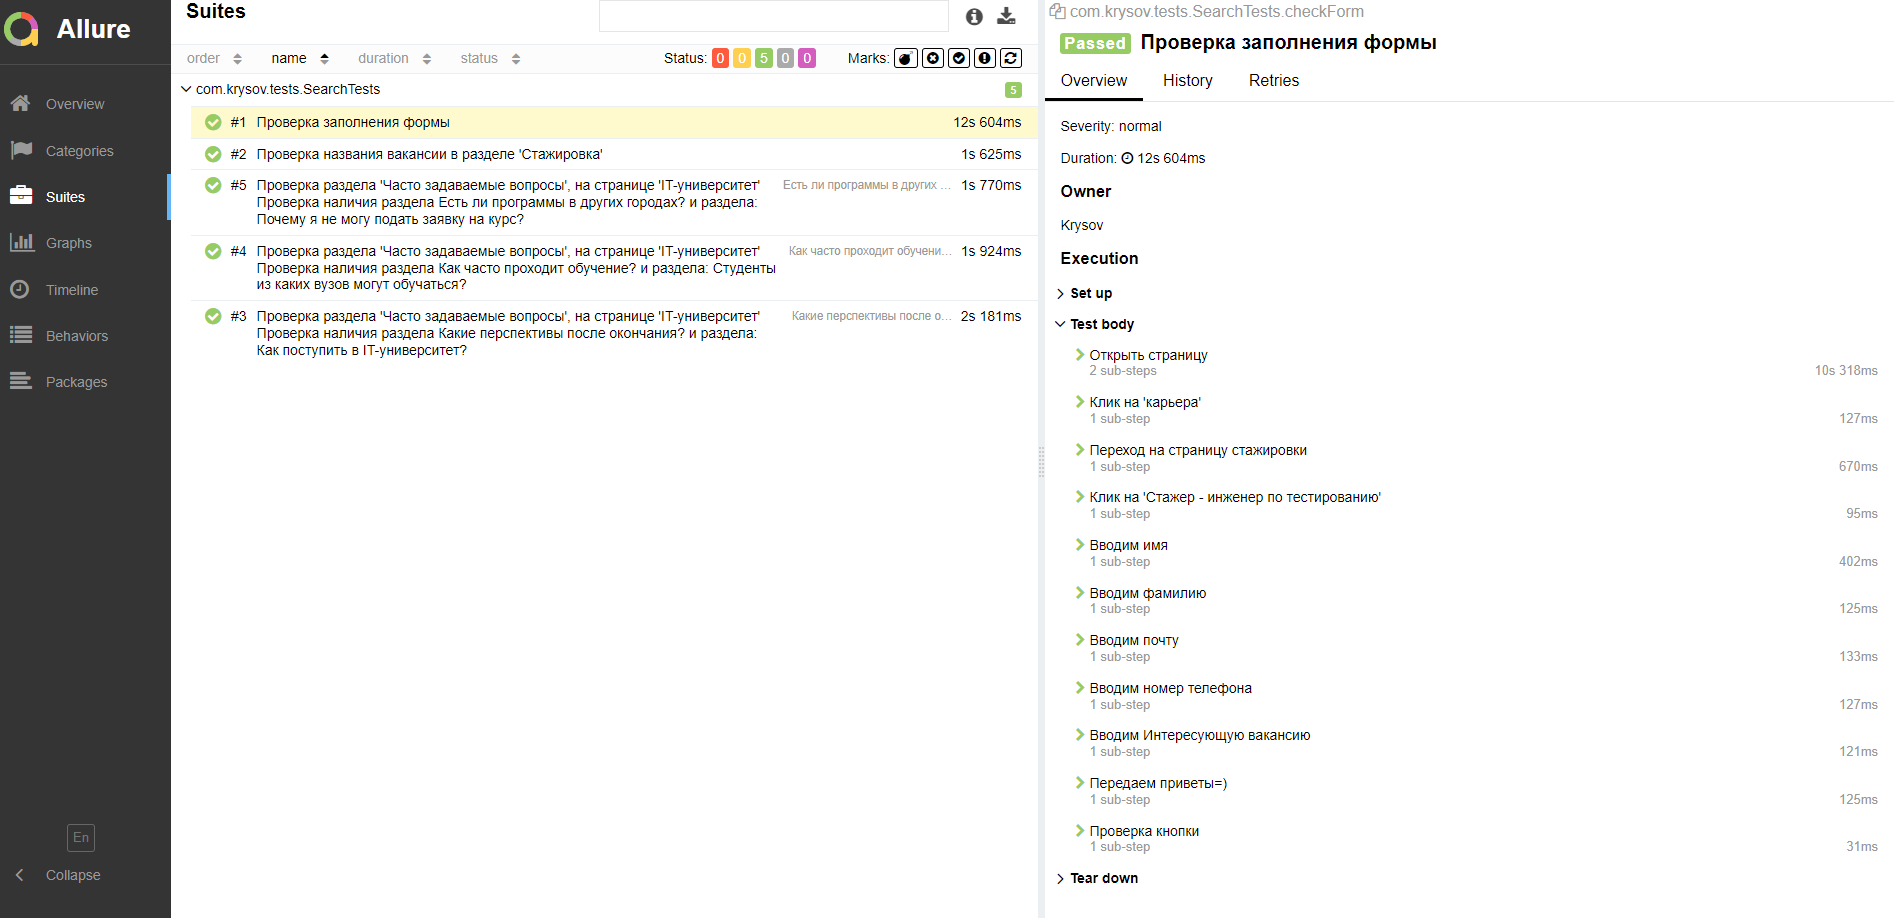 Allure
Overview
Categories
Suites
Graphs
Timeline
Behaviors
Packages
En
Collapse
Suites
order name duration status Status: 0 0 5 0 0 Marks:
com.krysov.tests.SearchTests 5
#1 Проверка заполнения формы 12s 604ms
#2 Проверка названия вакансии в разделе 'Стажировка' 1s 625ms
#5 Проверка раздела 'Часто задаваемые вопросы', на странице 'IT-университет' Есть ли программы в других ... 1s 770ms
Проверка наличия раздела Есть ли программы в других городах? и раздела:
Почему я не могу подать заявку на курс?
#4 Проверка раздела 'Часто задаваемые вопросы', на странице 'IT-университет' Как часто проходит обучени... 1s 924ms
Проверка наличия раздела Как часто проходит обучение? и раздела: Студенты
из каких вузов могут обучаться?
#3 Проверка раздела 'Часто задаваемые вопросы', на странице 'IT-университет' Какие перспективы после о... 2s 181ms
Проверка наличия раздела Какие перспективы после окончания? и раздела:
Как поступить в IT-университет?
com.krysov.tests.SearchTests.checkForm
Passed Проверка заполнения формы
Overview History Retries
Severity: normal
Duration: 12s 604ms
Owner
Krysov
Execution
Set up
Test body
Открыть страницу
2 sub-steps 10s 318ms
Клик на 'карьера'
1 sub-step 127ms
Переход на страницу стажировки
1 sub-step 670ms
Клик на 'Стажер - инженер по тестированию'
1 sub-step 95ms
Вводим имя
1 sub-step 402ms
Вводим фамилию
1 sub-step 125ms
Вводим почту
1 sub-step 133ms
Вводим номер телефона
1 sub-step 127ms
Вводим Интересующую вакансию
1 sub-step 121ms
Передаем приветы=)
1 sub-step 125ms
Проверка кнопки
1 sub-step 31ms
Tear down